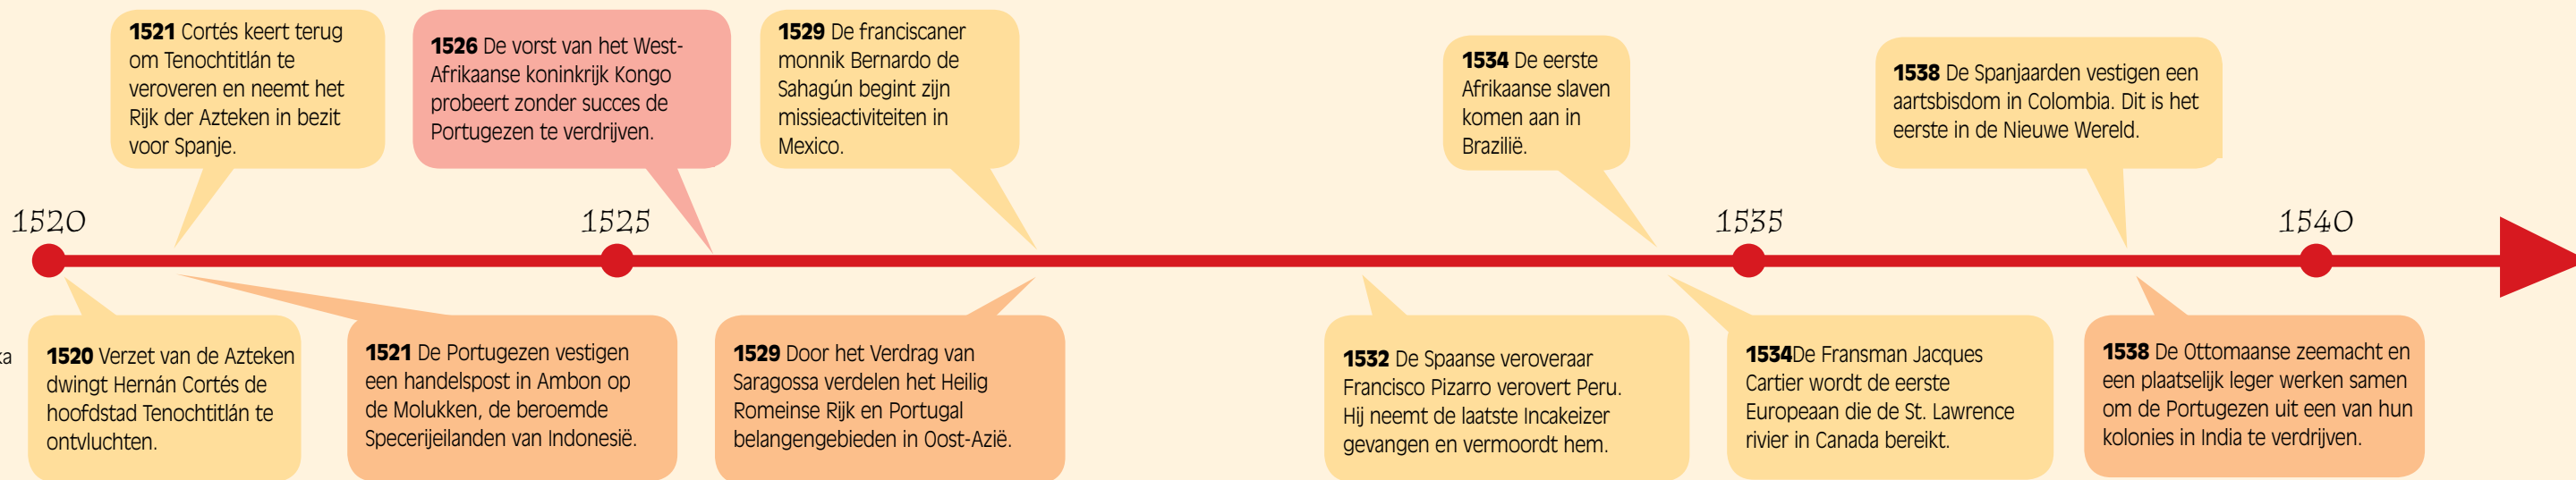 1521 Cortés keert terug
om Tenochtitlán te
veroveren en neemt het
Rijk der Azteken in bezit
voor Spanje.
1526 De vorst van het West-
Afrikaanse koninkrijk Kongo
probeert zonder succes de
Portugezen te verdrijven.
1529 De franciscaner
monnik Bernardo de
Sahagún begint zijn
missieactiviteiten in
Mexico.
1534 De eerste
Afrikaanse slaven
komen aan in
Brazilië.
1538 De Spanjaarden vestigen een
aartsbisdom in Colombia. Dit is het
eerste in de Nieuwe Wereld.
1520
1525
1535
1540
ka
1520 Verzet van de Azteken
dwingt Hernán Cortés de
hoofdstad Tenochtitlán te
ontvluchten.
1521 De Portugezen vestigen
een handelspost in Ambon op
de Molukken, de beroemde
Specerijeilanden van Indonesië.
1529 Door het Verdrag van
Saragossa verdelen het Heilig
Romeinse Rijk en Portugal
belangengebieden in Oost-Azië.
1532 De Spaanse veroveraar
Francisco Pizarro verovert Peru.
Hij neemt de laatste Incakeizer
gevangen en vermoordt hem.
1534De Fransman Jacques
Cartier wordt de eerste
Europeaan die de St. Lawrence
rivier in Canada bereikt.
1538 De Ottomaanse zeemacht en
een plaatselijk leger werken samen
om de Portugezen uit een van hun
kolonies in India te verdrijven.